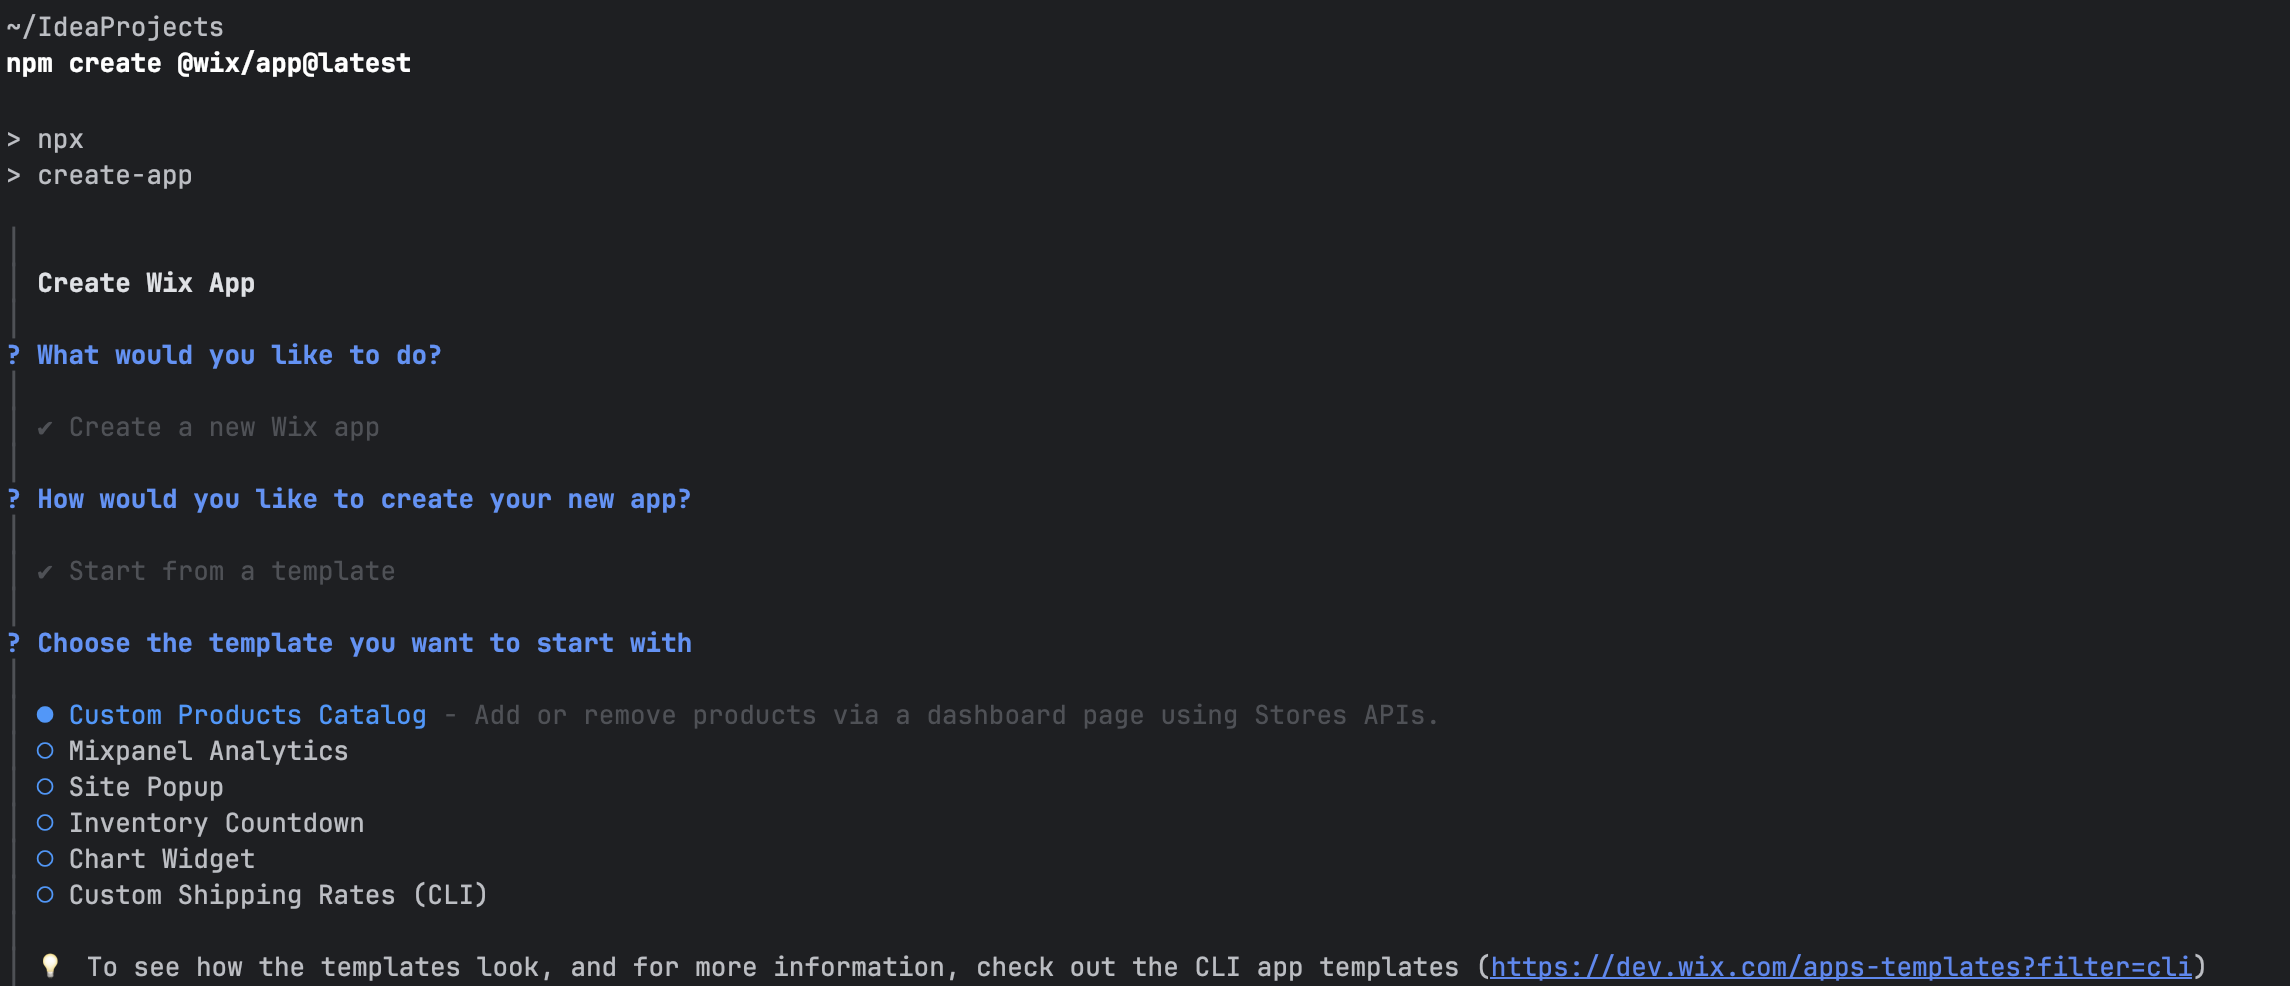 ~/IdeaProjects
npm create @wix/app@latest
> npx
> create-app
Create Wix App
? What would you like to do?
✔ Create a new Wix app
? How would you like to create your new app?
✔ Start from a template
? Choose the template you want to start with
● Custom Products Catalog - Add or remove products via a dashboard page using Stores APIs.
○ Mixpanel Analytics
○ Site Popup
○ Inventory Countdown
○ Chart Widget
○ Custom Shipping Rates (CLI)
💡 To see how the templates look, and for more information, check out the CLI app templates (https://dev.wix.com/apps-templates?filter=cli)